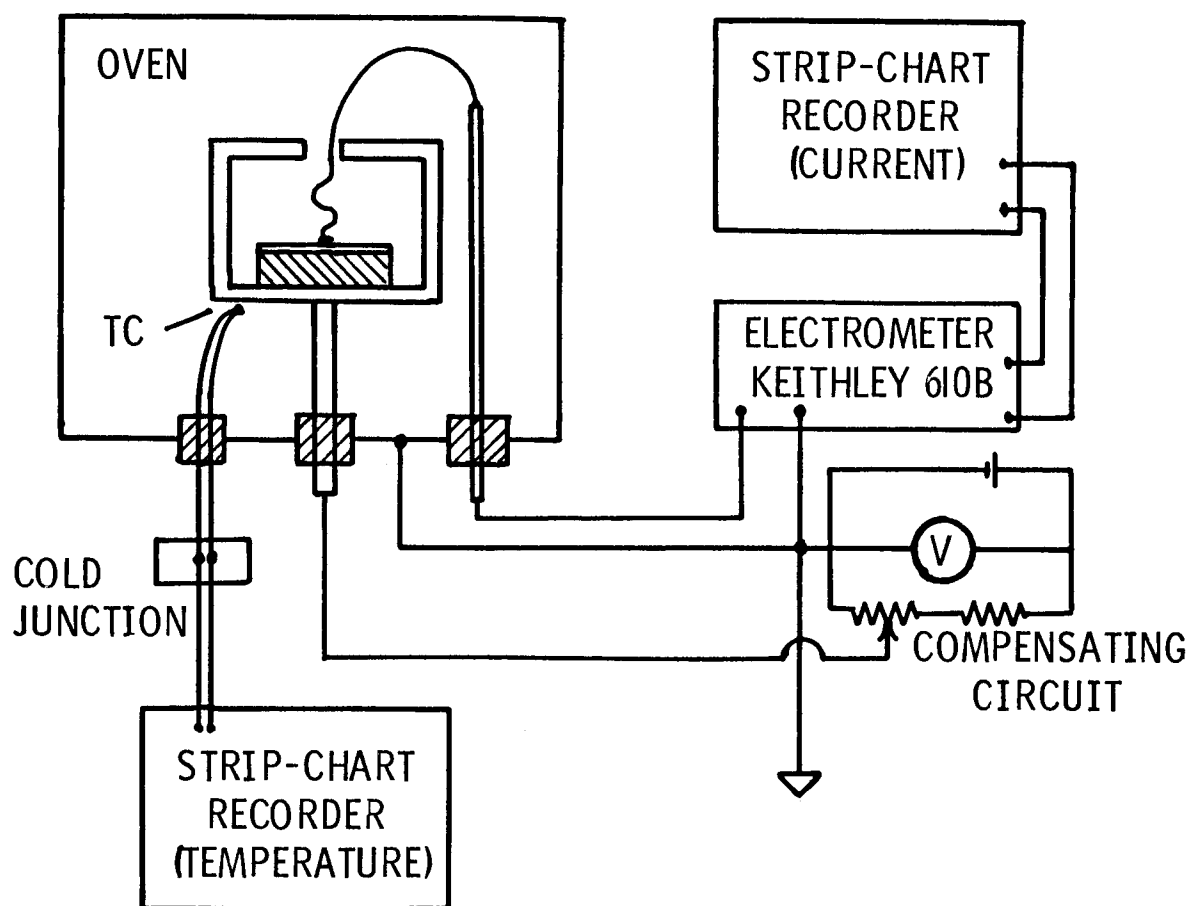 OVEN
STRIP-CHART
RECORDER
(CURRENT)
TC
ELECTROMETER
KEITHLEY 610B
V
COLD
JUNCTION
COMPENSATING
CIRCUIT
STRIP-CHART
RECORDER
(TEMPERATURE)